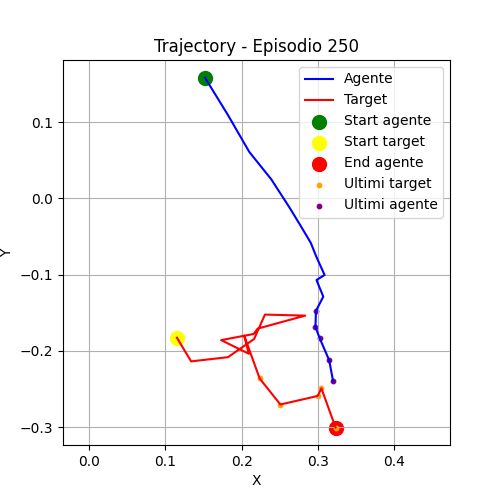 Trajectory - Episodio 250
Agente
Target
Start agente
Start target
End agente
Ultimi target
Ultimi agente
0.1
0.0
−0.1
−0.2
−0.3
Y
0.0 0.1 0.2 0.3 0.4
X